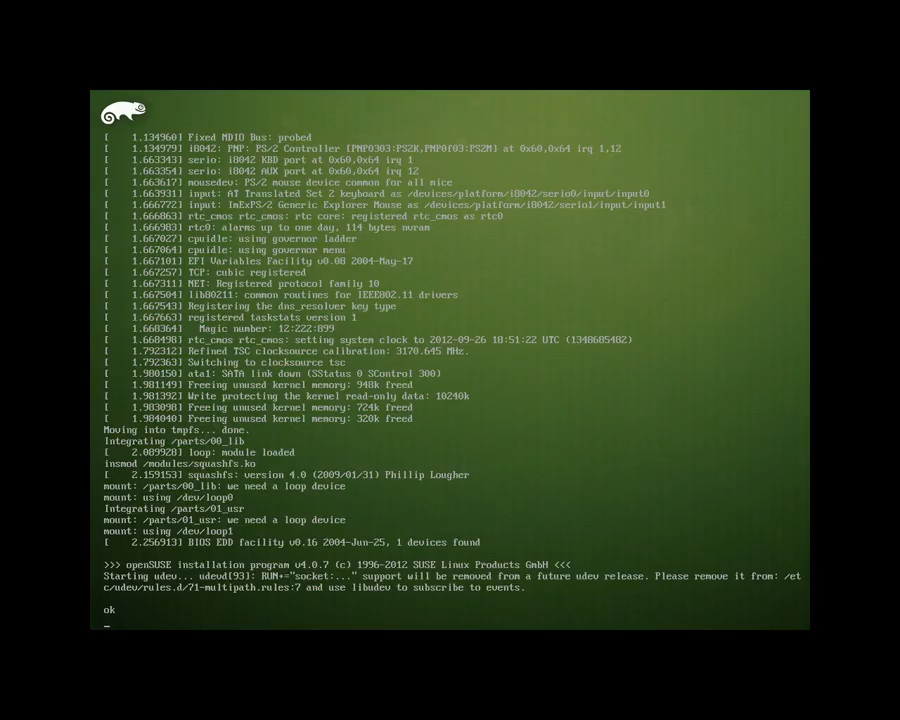 [    1.134960] Fixed MDIO Bus: probed
[    1.134979] i8042: PNP: PS/2 Controller [PNP0303:PS2K,PNP0f03:PS2M] at 0x60,0x64 irq 1,12
[    1.663343] serio: i8042 KBD port at 0x60,0x64 irq 1
[    1.663354] serio: i8042 AUX port at 0x60,0x64 irq 12
[    1.663617] mousedev: PS/2 mouse device common for all mice
[    1.663931] input: AT Translated Set 2 keyboard as /devices/platform/i8042/serio0/input/input0
[    1.666772] input: ImExPS/2 Generic Explorer Mouse as /devices/platform/i8042/serio1/input/input1
[    1.666863] rtc_cmos rtc_cmos: rtc core: registered rtc_cmos as rtc0
[    1.666983] rtc0: alarms up to one day, 114 bytes nvram
[    1.667027] cpuidle: using governor ladder
[    1.667064] cpuidle: using governor menu
[    1.667101] EFI Variables Facility v0.08 2004-May-17
[    1.667257] TCP: cubic registered
[    1.667311] NET: Registered protocol family 10
[    1.667504] lib80211: common routines for IEEE802.11 drivers
[    1.667543] Registering the dns_resolver key type
[    1.667663] registered taskstats version 1
[    1.668364]   Magic number: 12:222:899
[    1.668498] rtc_cmos rtc_cmos: setting system clock to 2012-09-26 18:51:22 UTC (1348685482)
[    1.792312] Refined TSC clocksource calibration: 3170.645 MHz.
[    1.792363] Switching to clocksource tsc
[    1.980150] ata1: SATA link down (SStatus 0 SControl 300)
[    1.981149] Freeing unused kernel memory: 948k freed
[    1.981392] Write protecting the kernel read-only data: 10240k
[    1.983098] Freeing unused kernel memory: 724k freed
[    1.984040] Freeing unused kernel memory: 320k freed
Moving into tmpfs... done.
Integrating /parts/00_lib
[    2.089928] loop: module loaded
insmod /modules/squashfs.ko
[    2.159153] squashfs: version 4.0 (2009/01/31) Phillip Lougher
mount: /parts/00_lib: we need a loop device
mount: using /dev/loop0
Integrating /parts/01_usr
mount: /parts/01_usr: we need a loop device
mount: using /dev/loop1
[    2.256913] BIOS EDD facility v0.16 2004-Jun-25, 1 devices found
>>> openSUSE installation program v4.0.7 (c) 1996-2012 SUSE Linux Products GmbH <<<
Starting udev... udevd[93]: RUN+="socket:..." support will be removed from a future udev release. Please remove it from: /et
c/udev/rules.d/71-multipath.rules:7 and use libudev to subscribe to events.
ok
_